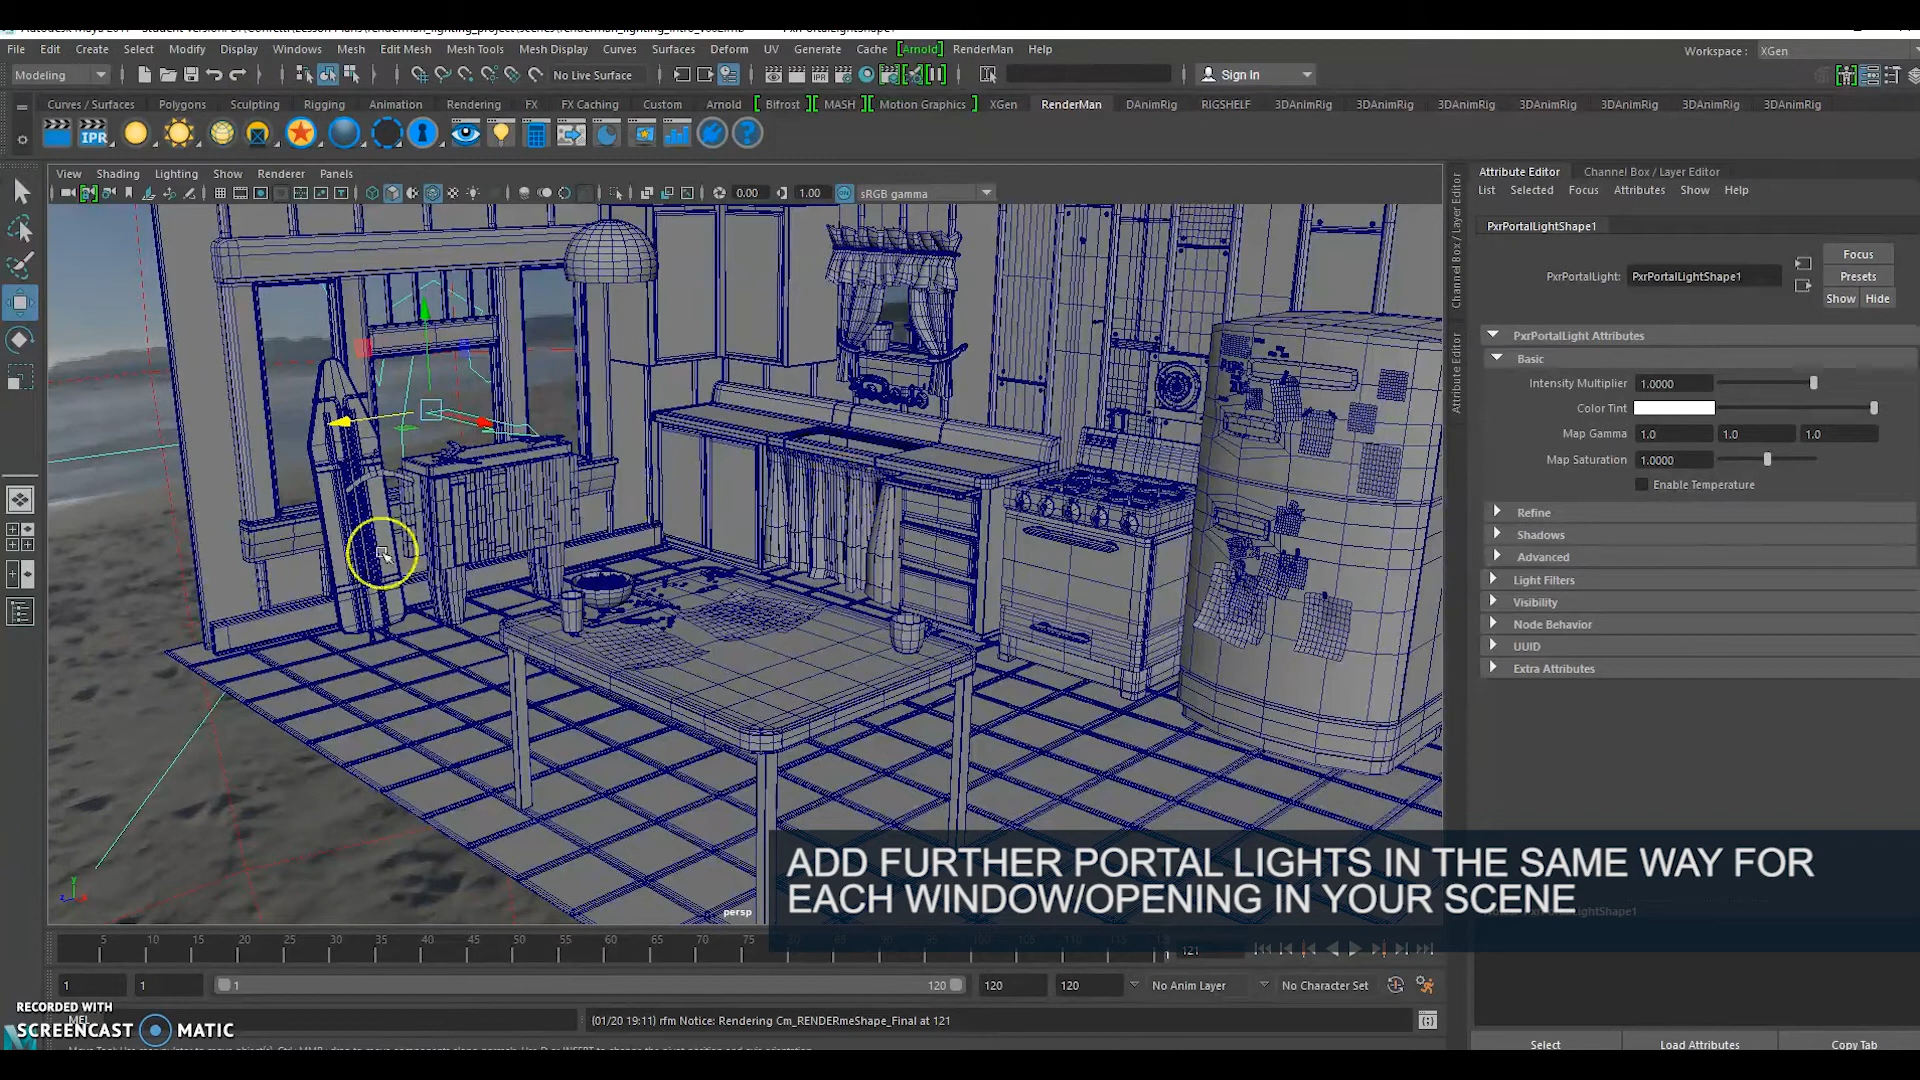 File Edit Create Select Modify Display Windows Mesh Edit Mesh Mesh Tools Mesh Display Curves Surfaces Deform UV Generate Cache [Arnold] RenderMan Help
Workspace : XGen
Modeling No Live Surface Sign In
Curves / Surfaces Polygons Sculpting Rigging Animation Rendering FX FX Caching Custom Arnold [ Bifrost ] [ MASH ] [ Motion Graphics ] XGen RenderMan DAnimRig RIGSHELF 3DAnimRig 3DAnimRig 3DAnimRig 3DAnimRig 3DAnimRig 3DAnimRig 3DAnimRig
IPR
View Shading Lighting Show Renderer Panels
0.00 1.00 sRGB gamma
Attribute Editor Channel Box / Layer Editor
List Selected Focus Attributes Show Help
PxrPortalLightShape1
Focus
PxrPortalLight: PxrPortalLightShape1 Presets
Show Hide
PxrPortalLight Attributes
Basic
Intensity Multiplier 1.0000
Color Tint
Map Gamma 1.0 1.0 1.0
Map Saturation 1.0000
Enable Temperature
Refine
Shadows
Advanced
Light Filters
Visibility
Node Behavior
UUID
Extra Attributes
Channel Box / Layer Editor
Attribute Editor
ADD FURTHER PORTAL LIGHTS IN THE SAME WAY FOR
EACH WINDOW/OPENING IN YOUR SCENE
persp
5 10 15 20 25 30 35 40 45 50 55 60 65 70 75 121
1 1 1 120 120 120 No Anim Layer No Character Set
RECORDED WITH
SCREENCAST MATIC
MEL
(01/20 19:11) rfm Notice: Rendering Cm_RENDERmeShape_Final at 121
Select Load Attributes Copy Tab